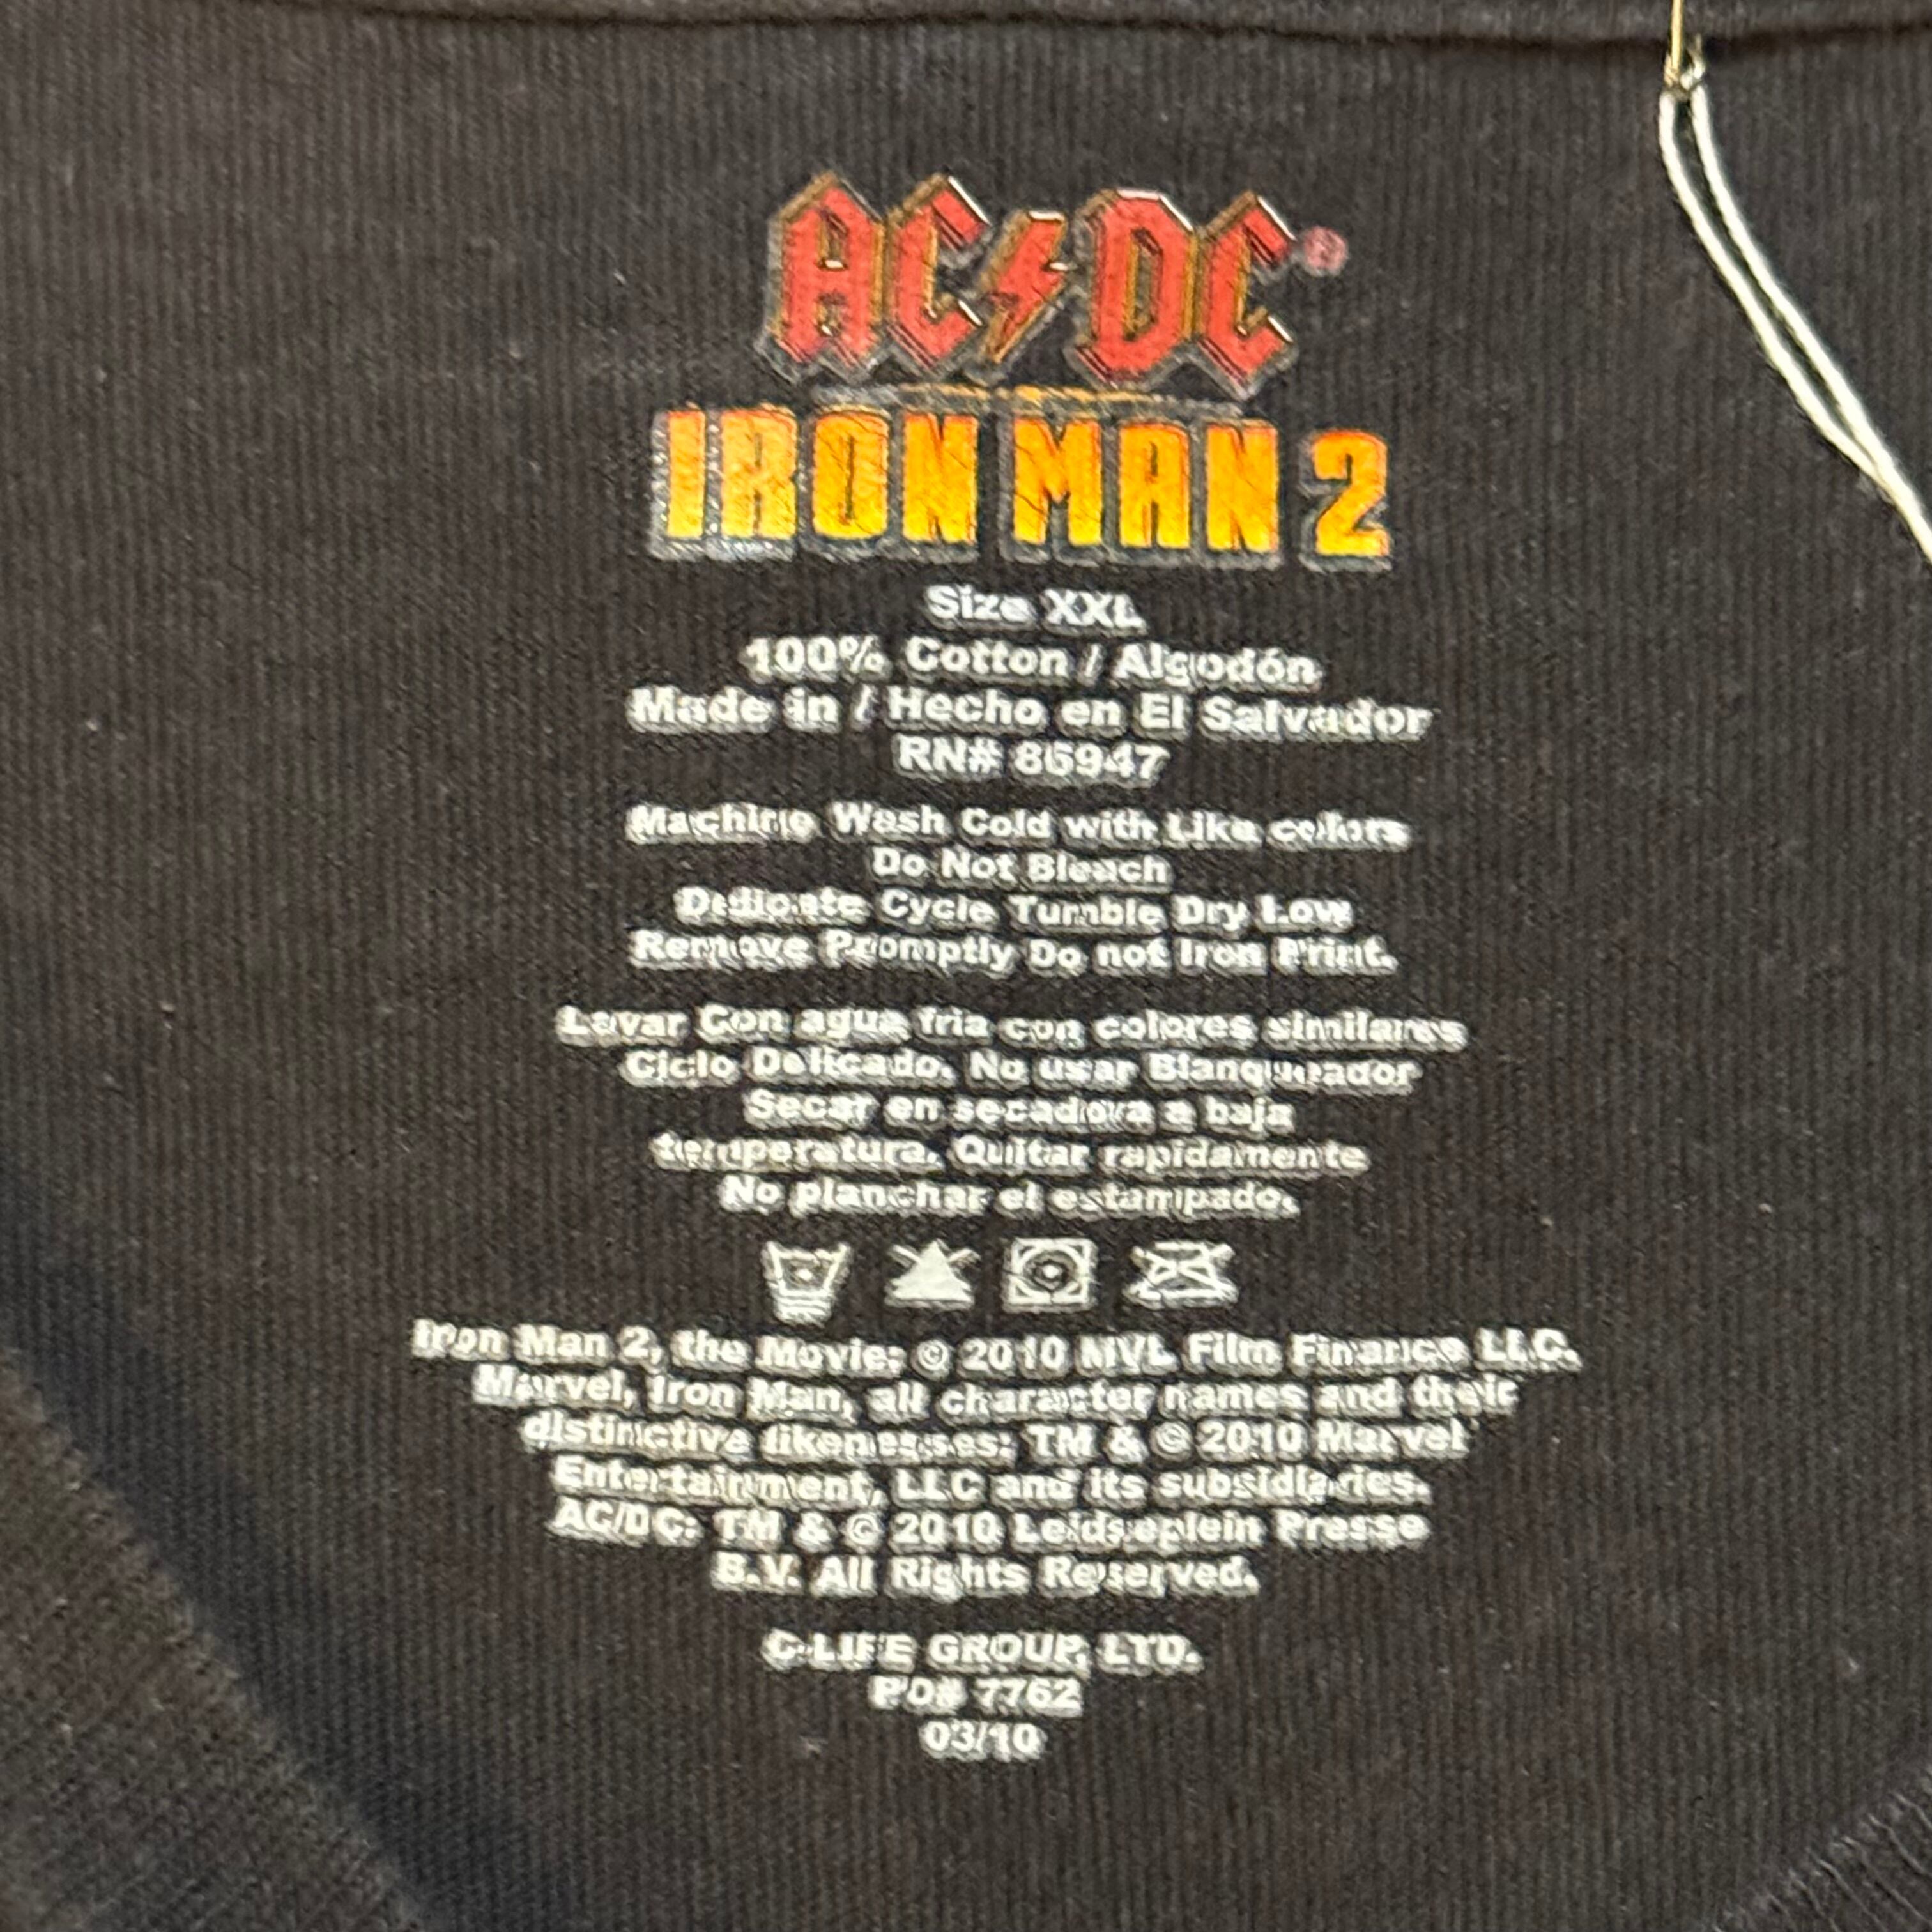 AC/DC®
IRON MAN 2
Size XXL
100% Cotton / Algodón
Made in / Hecho en El Salvador
RN# 86947
Machine Wash Cold with Like colors
Do Not Bleach
Delicate Cycle Tumble Dry Low
Remove Promptly Do not Iron Print.
Lavar Con agua fria con colores similares
Ciclo Delicado. No usar Blanqueador
Secar en secadora a baja
temperatura. Quitar rapidamente
No planchar el estampado.
Iron Man 2, the Movie: © 2010 MVL Film Finance LLC.
Marvel, Iron Man, all character names and their
distinctive likenesses: TM & © 2010 Marvel
Entertainment, LLC and its subsidiaries.
AC/DC: TM & © 2010 Leidseplein Presse
B.V. All Rights Reserved.
C-LIFE GROUP, LTD.
PO# 7762
03/10